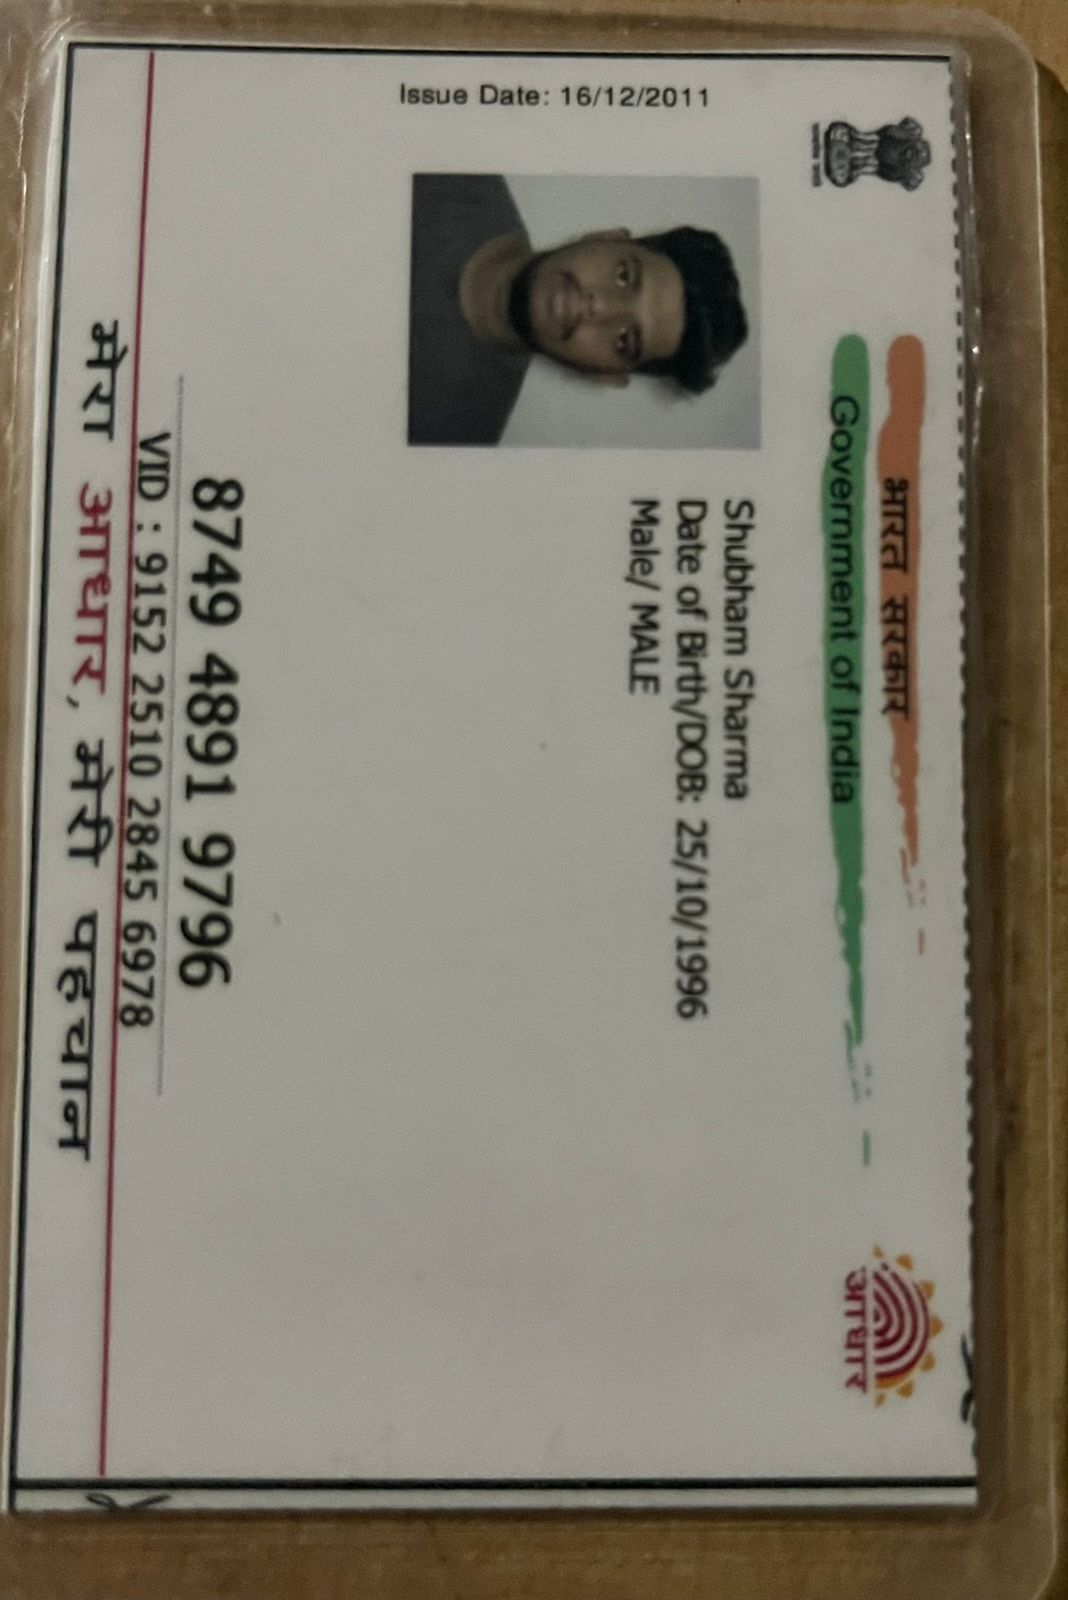 Issue Date: 16/12/2011
भारत सरकार
Government of India
आधार
Shubham Sharma
Date of Birth/DOB: 25/10/1996
Male/ MALE
8749 4891 9796
VID : 9152 2510 2845 6978
मेरा आधार, मेरी पहचान